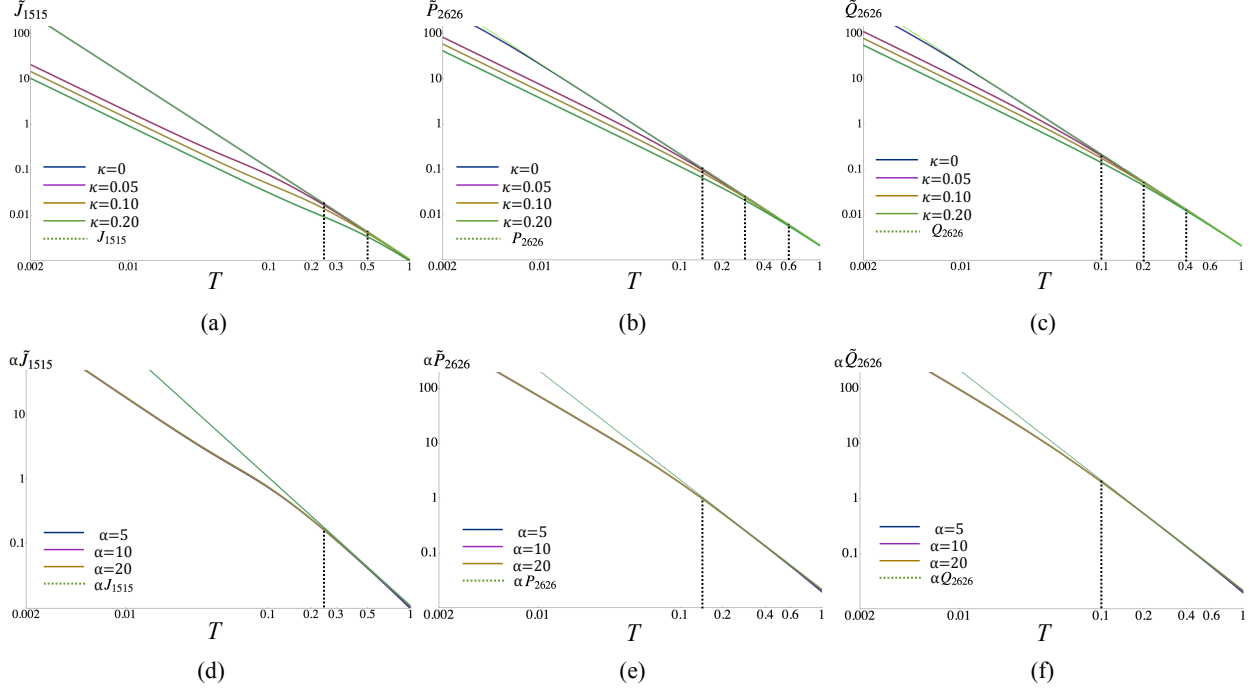 J̃₁₅₁₅
100
10
1
0.1
0.01
κ=0
κ=0.05
κ=0.10
κ=0.20
J₁₅₁₅
0.002 0.01 0.1 0.2 0.3 0.5 1
T
(a)
P̃₂₆₂₆
100
10
1
0.1
0.01
κ=0
κ=0.05
κ=0.10
κ=0.20
P₂₆₂₆
0.002 0.01 0.1 0.2 0.4 0.6 1
T
(b)
Q̃₂₆₂₆
100
10
1
0.1
0.01
κ=0
κ=0.05
κ=0.10
κ=0.20
Q₂₆₂₆
0.002 0.01 0.1 0.2 0.4 0.6 1
T
(c)
αJ̃₁₅₁₅
10
1
0.1
α=5
α=10
α=20
αJ₁₅₁₅
0.002 0.01 0.1 0.2 0.3 0.5 1
T
(d)
αP̃₂₆₂₆
100
10
1
0.1
α=5
α=10
α=20
αP₂₆₂₆
0.002 0.01 0.1 0.2 0.4 0.6 1
T
(e)
αQ̃₂₆₂₆
100
10
1
0.1
α=5
α=10
α=20
αQ₂₆₂₆
0.002 0.01 0.1 0.2 0.4 0.6 1
T
(f)